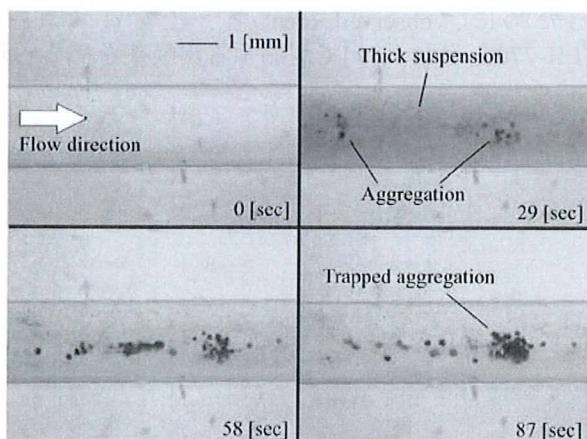 1 [mm]
Flow direction
0 [sec]
Thick suspension
Aggregation
29 [sec]
58 [sec]
Trapped aggregation
87 [sec]